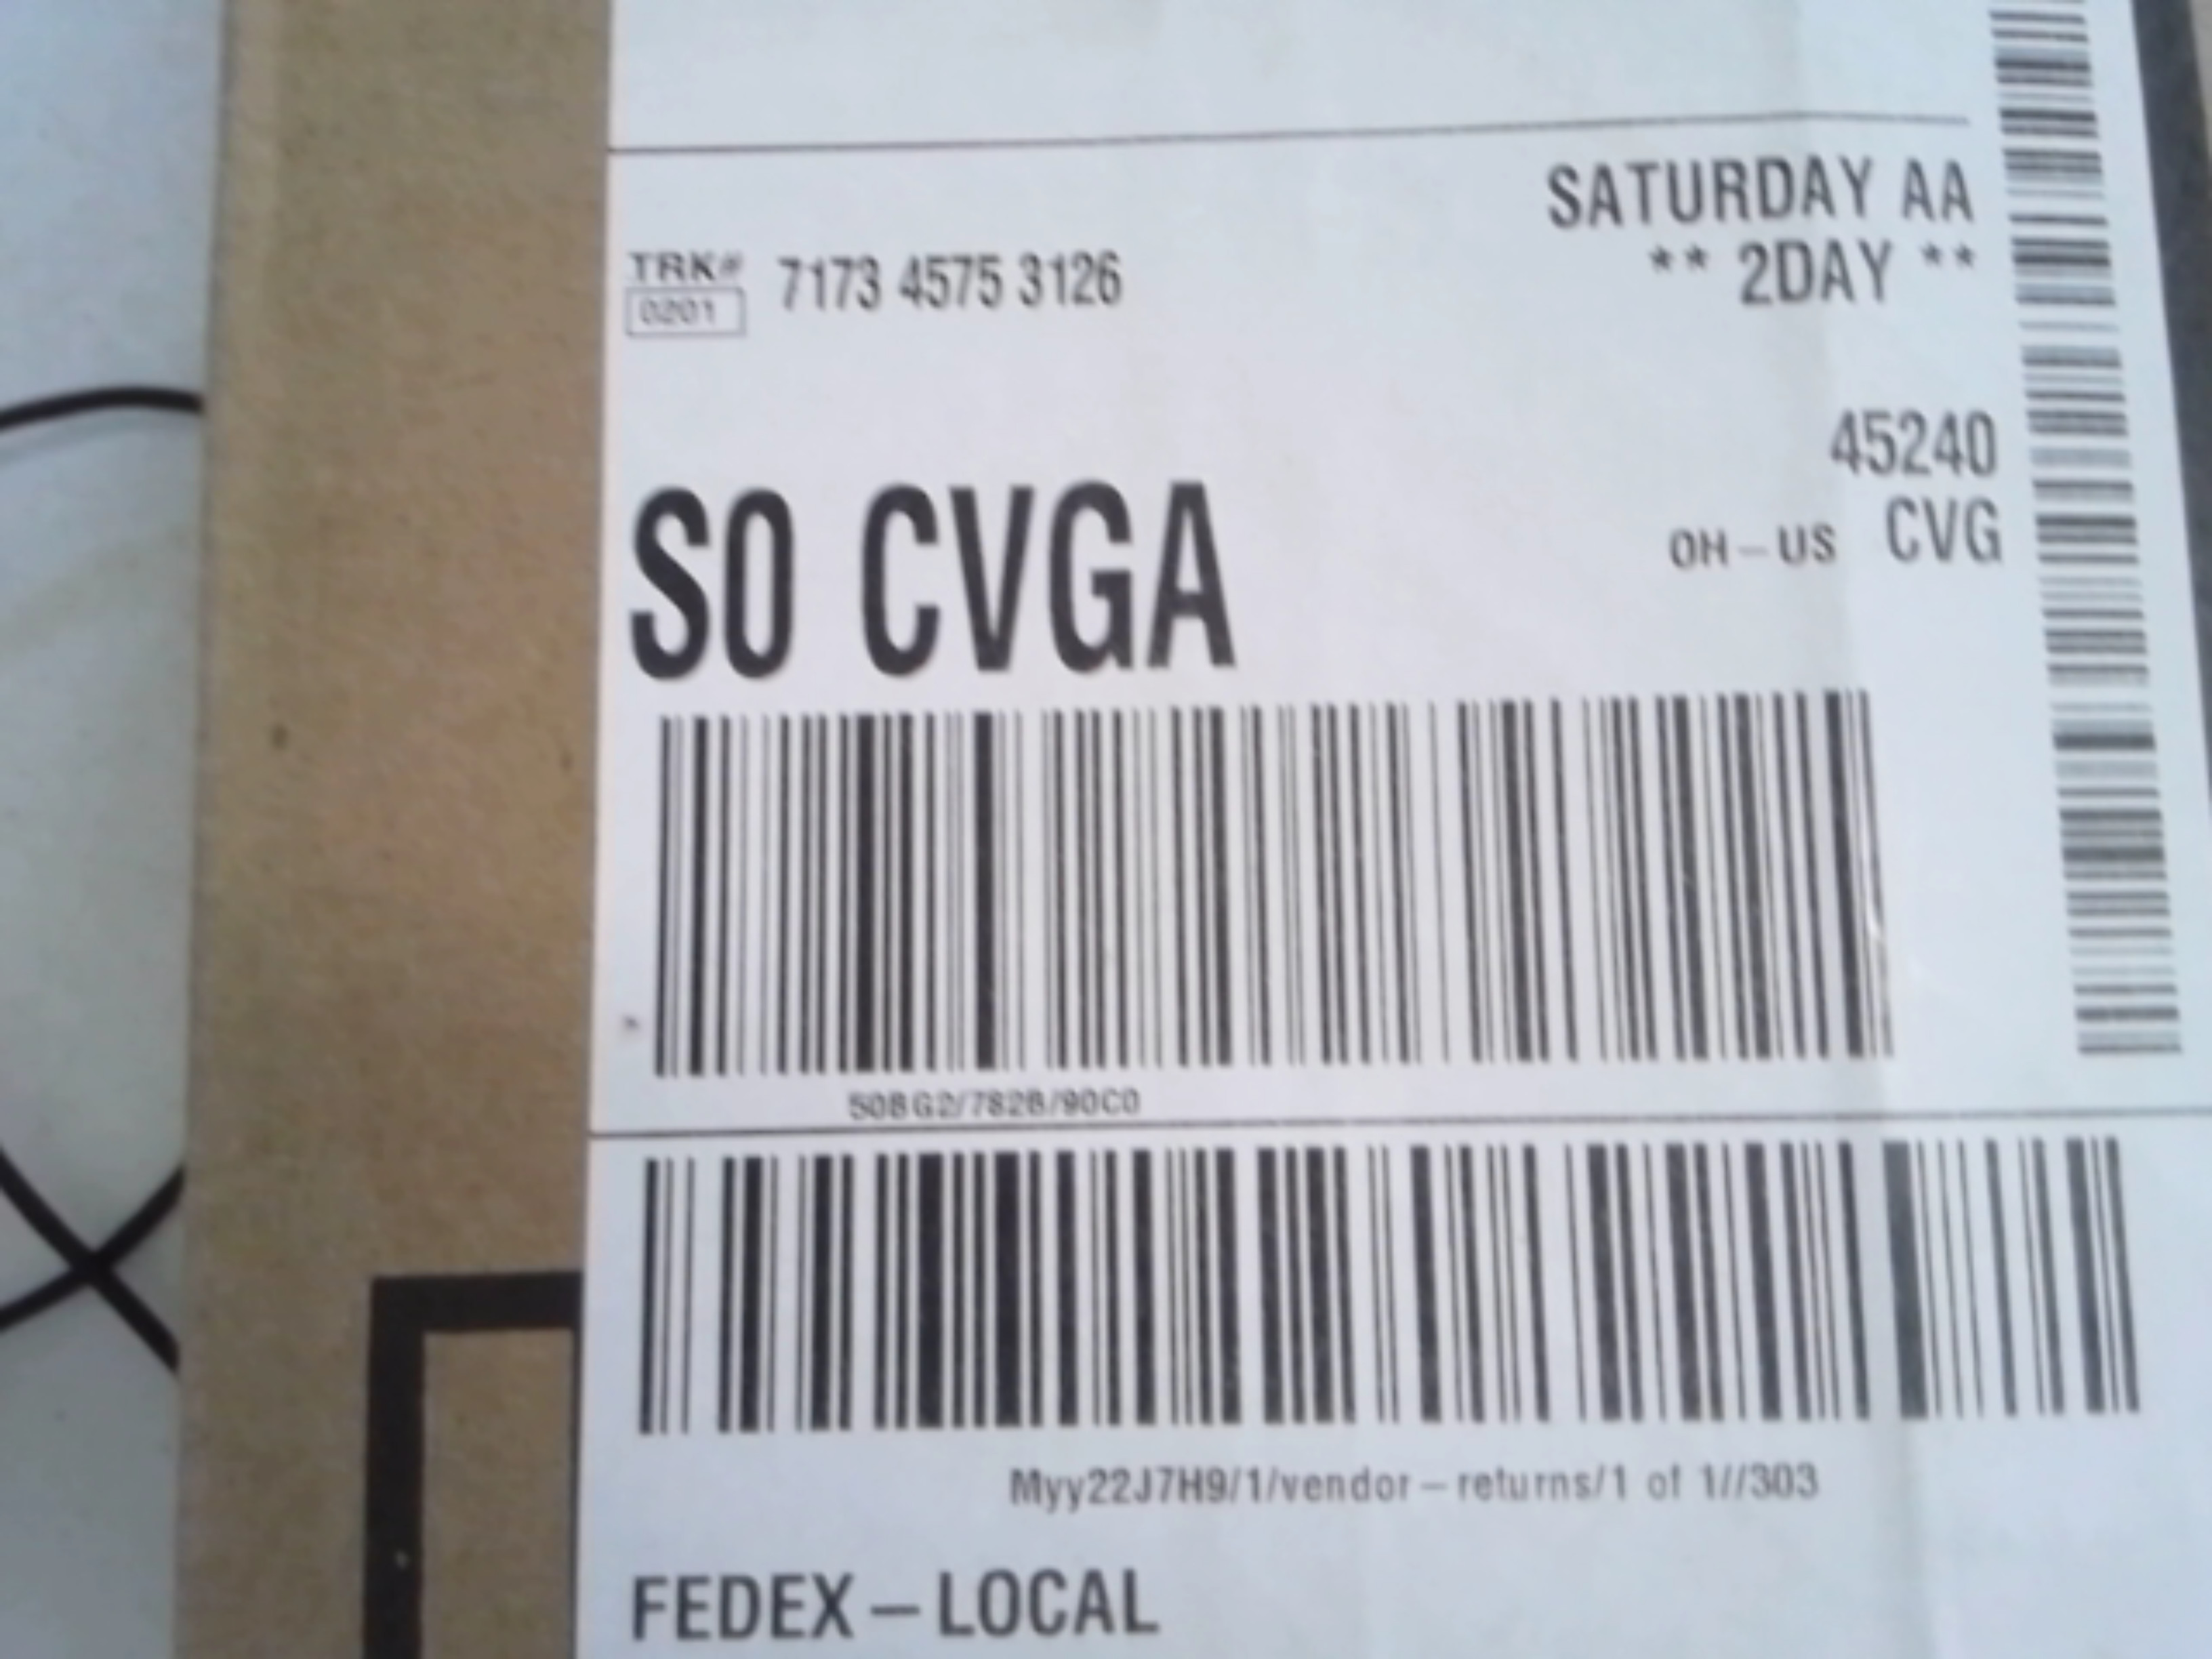 SATURDAY AA
TRK# 7173 4575 3126 ** 2DAY **
0201
45240
S0 CVGA OH-US CVG
50BG2/782B/90C0
Myy22J7H9/1/vendor-returns/1 of 1//303
FEDEX-LOCAL